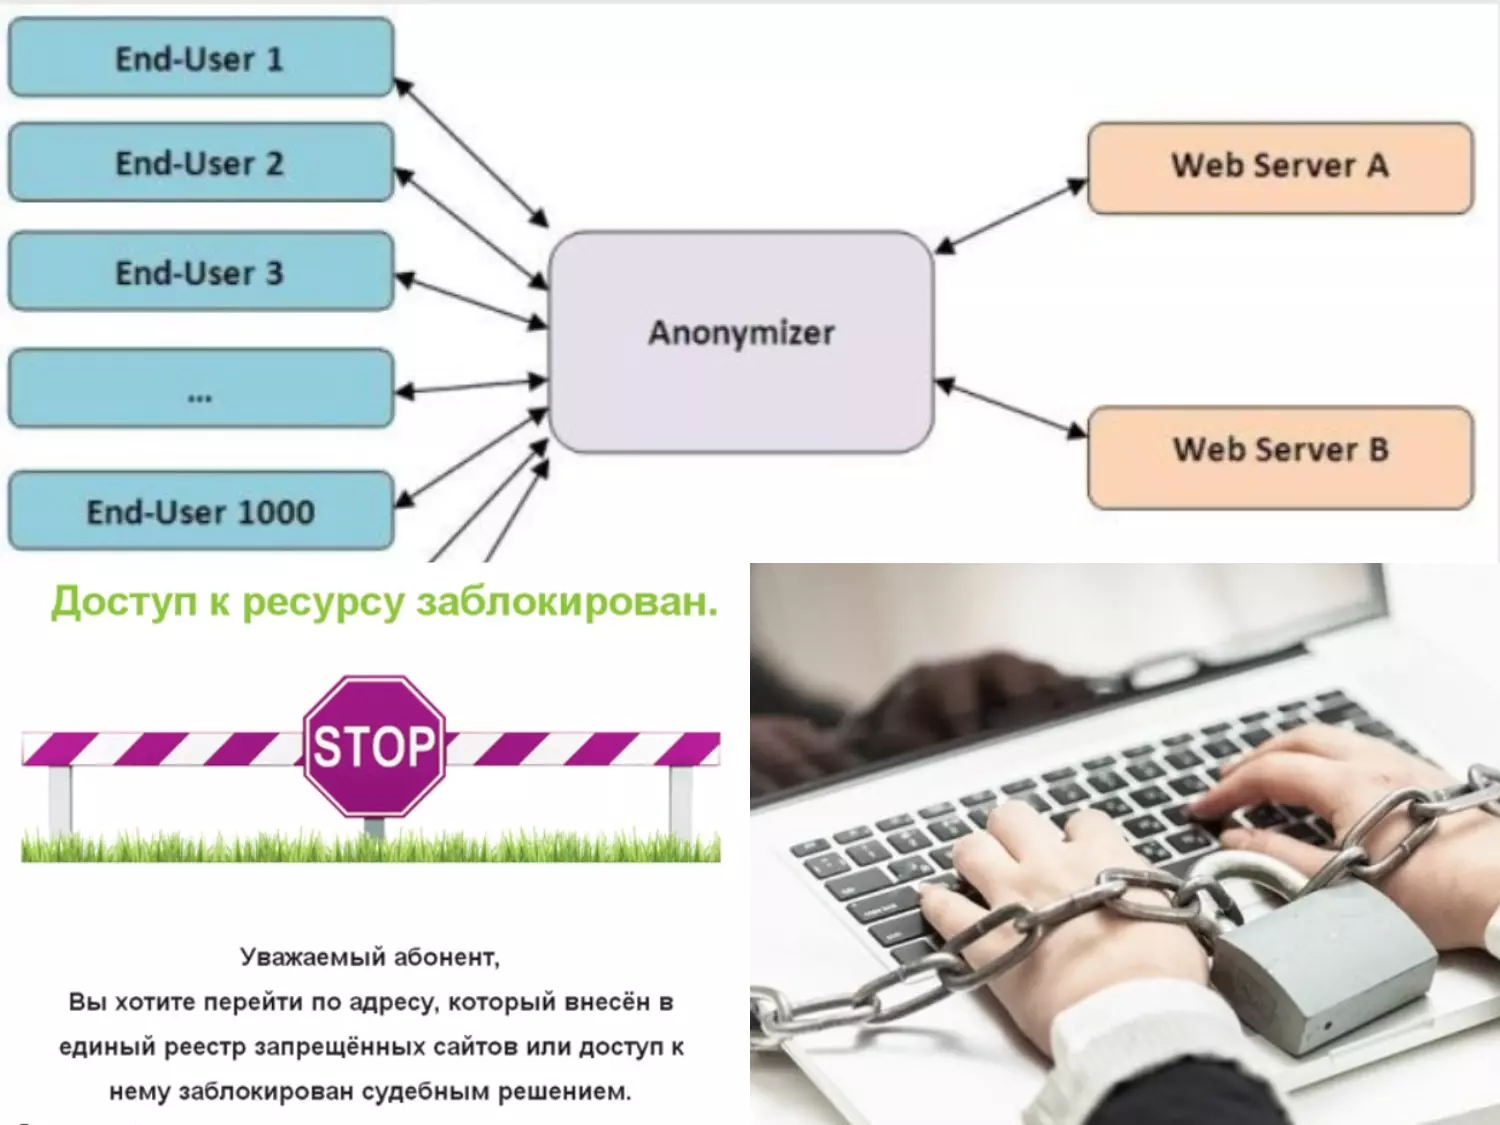 End-User 1
End-User 2
End-User 3
...
End-User 1000
Anonymizer
Web Server A
Web Server B
Доступ к ресурсу заблокирован.
STOP
Уважаемый абонент,
Вы хотите перейти по адресу, который внесён в
единый реестр запрещённых сайтов или доступ к
нему заблокирован судебным решением.